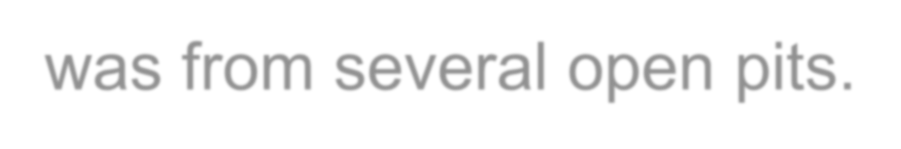 was from several open pits.